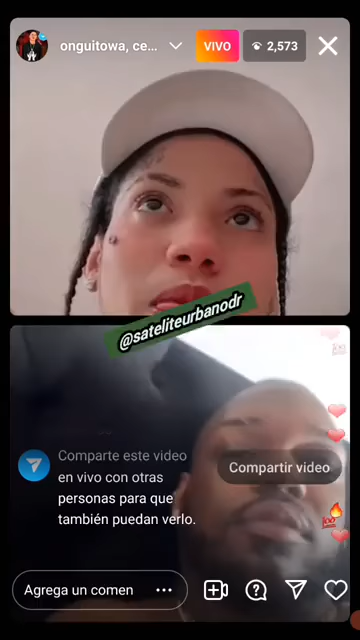 onguitowa, ce...
VIVO
2,573
@sateliteurbanodr
Comparte este video
en vivo con otras
personas para que
también puedan verlo.
Compartir video
Agrega un comen